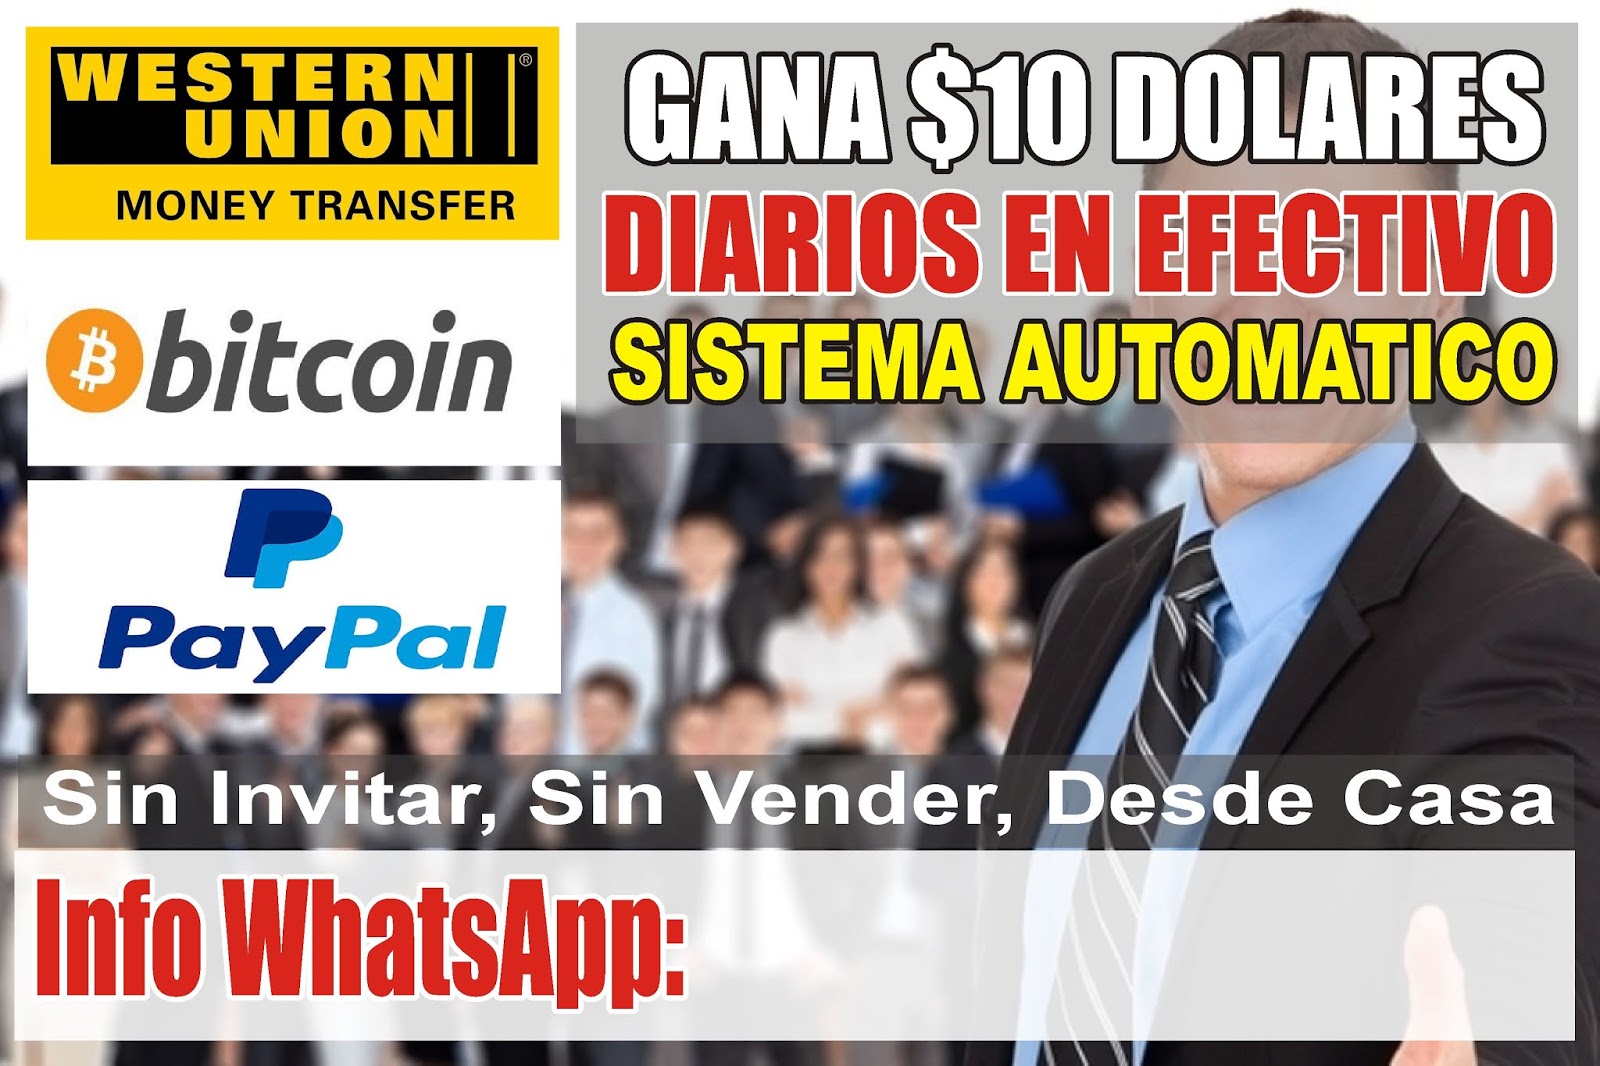 WESTERN
UNION ®
MONEY TRANSFER
bitcoin
PayPal
GANA $10 DOLARES
DIARIOS EN EFECTIVO
SISTEMA AUTOMATICO
Sin Invitar, Sin Vender, Desde Casa
Info WhatsApp: